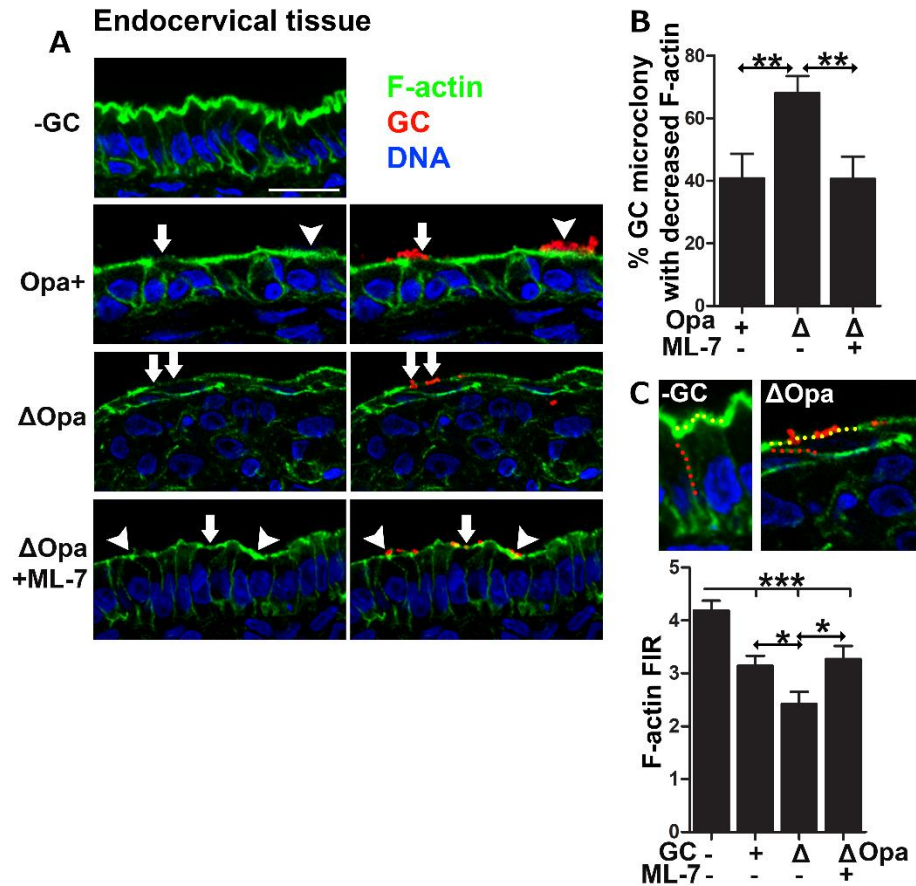 Endocervical tissue
A
-GC
F-actin
GC
DNA
Opa+
ΔOpa
ΔOpa
+ML-7
B
% GC microclony
with decreased F-actin
80
60
40
20
0
** **
Opa + Δ Δ
ML-7 - - +
C
-GC
ΔOpa
F-actin FIR
5
4
3
2
1
0
***
* *
GC - + Δ Δ Opa
ML-7 - - - +